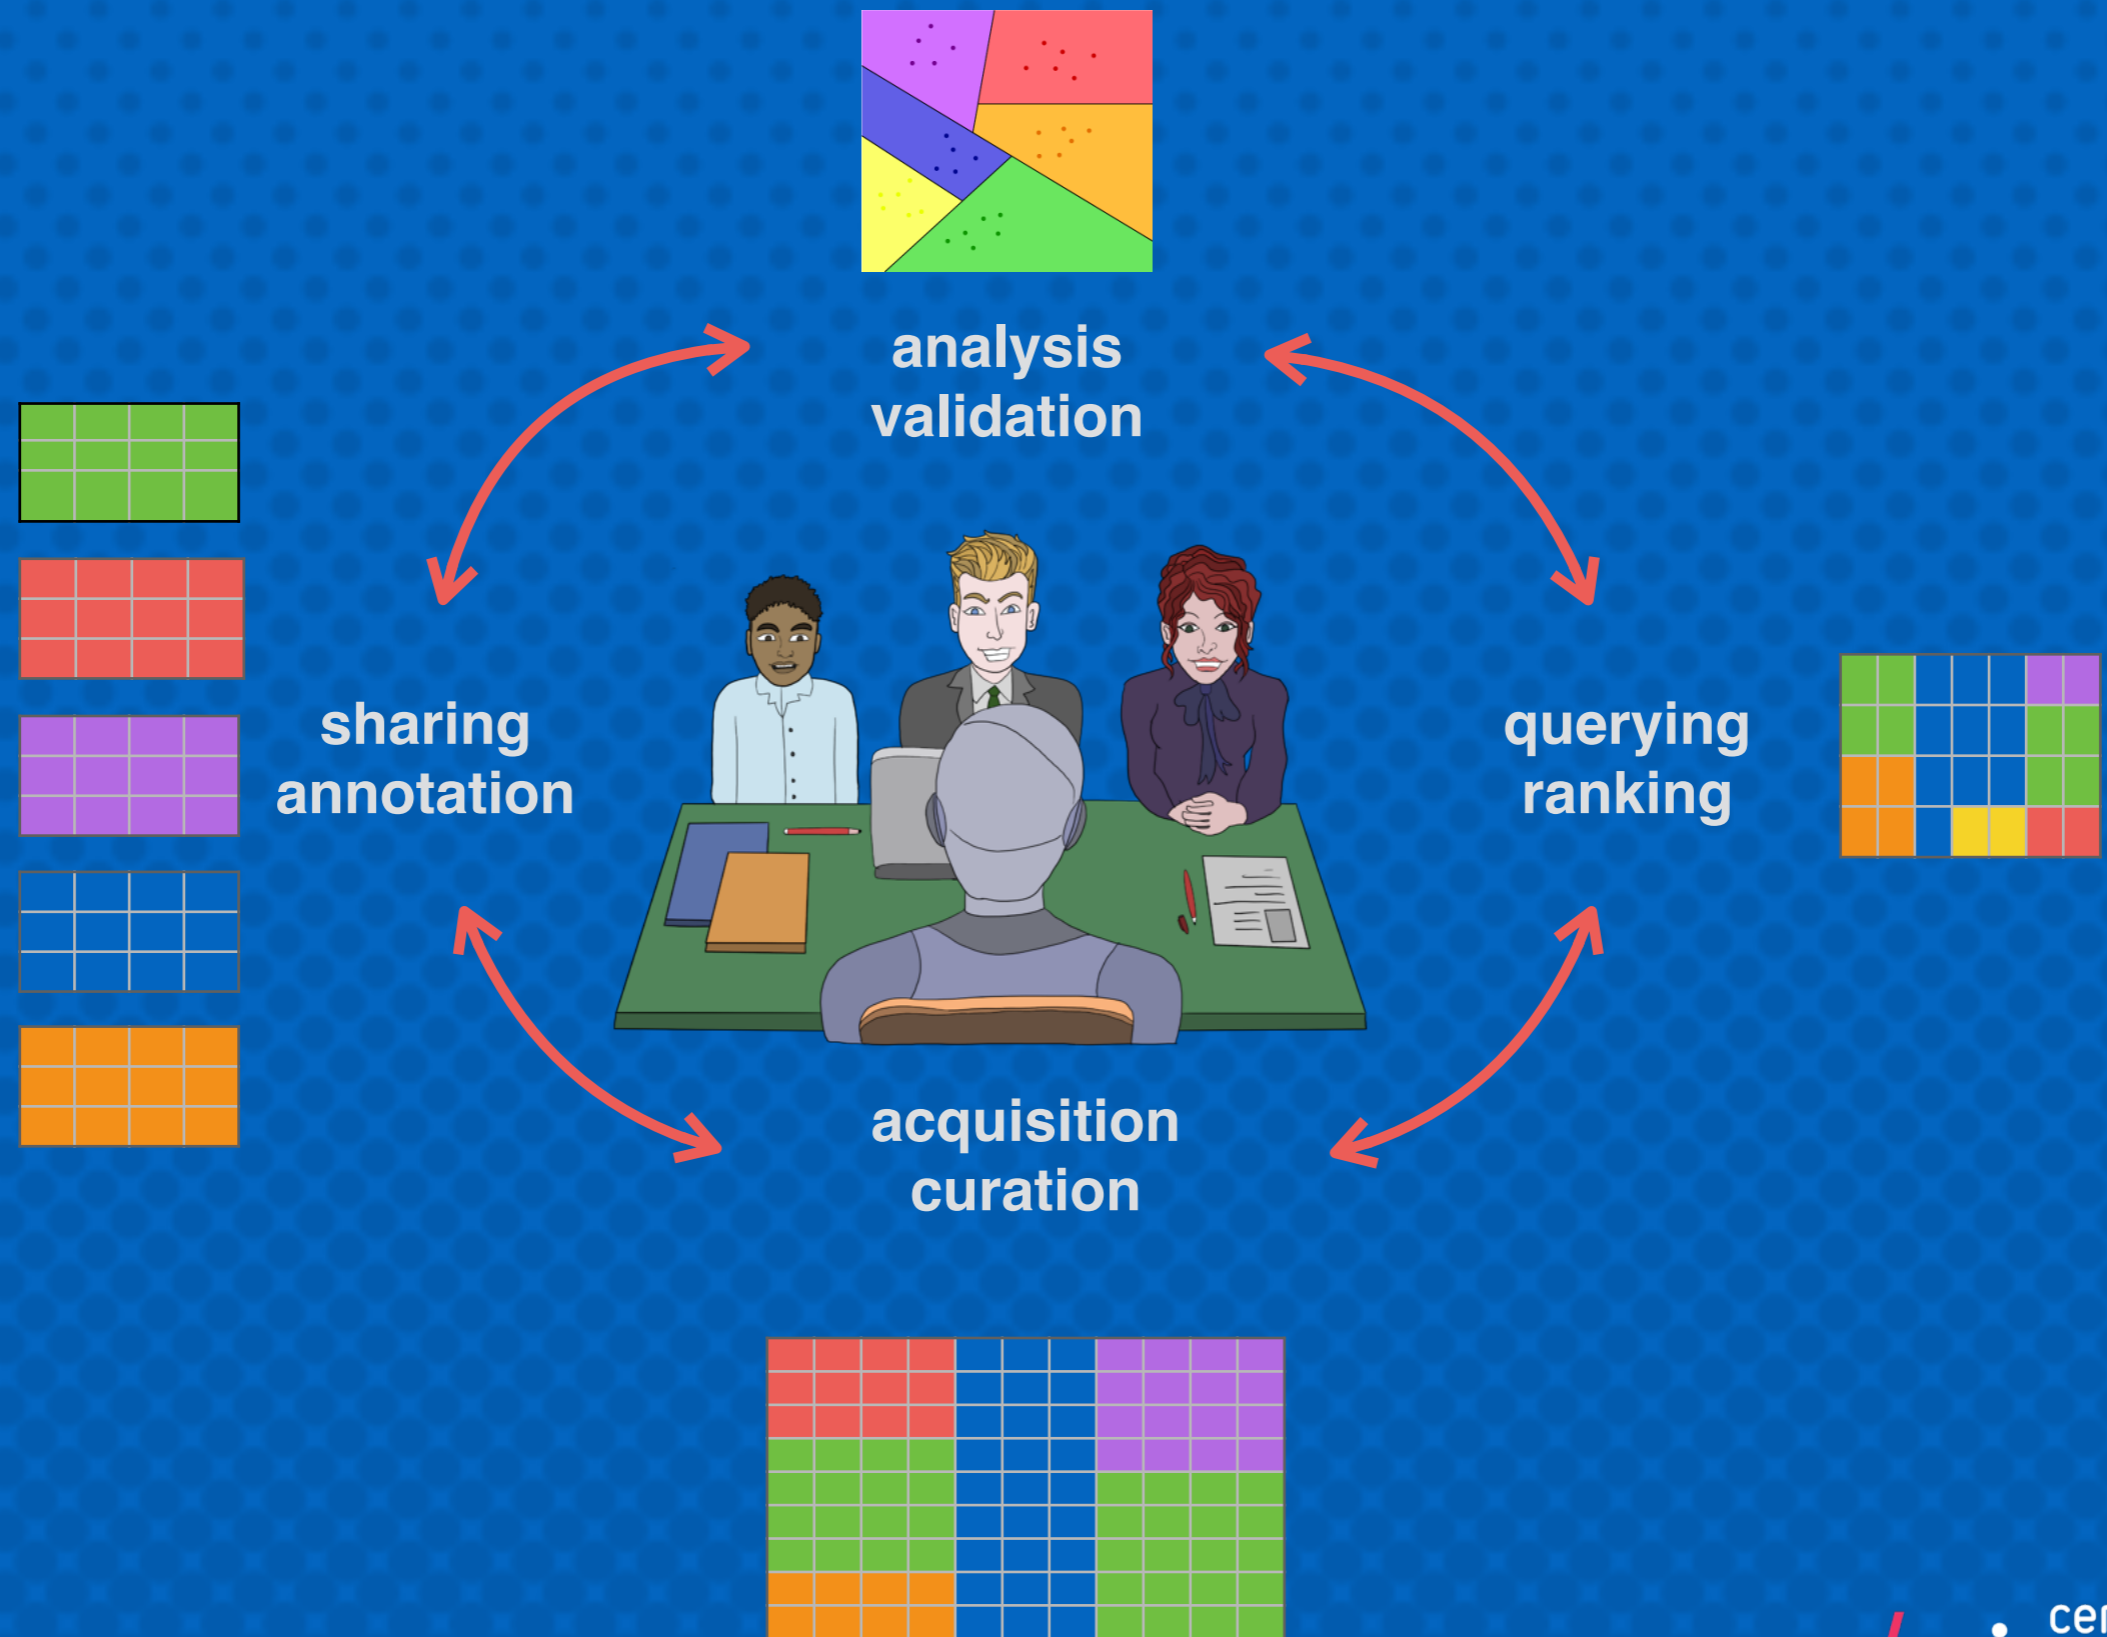 analysis
validation
sharing
annotation
querying
ranking
acquisition
curation